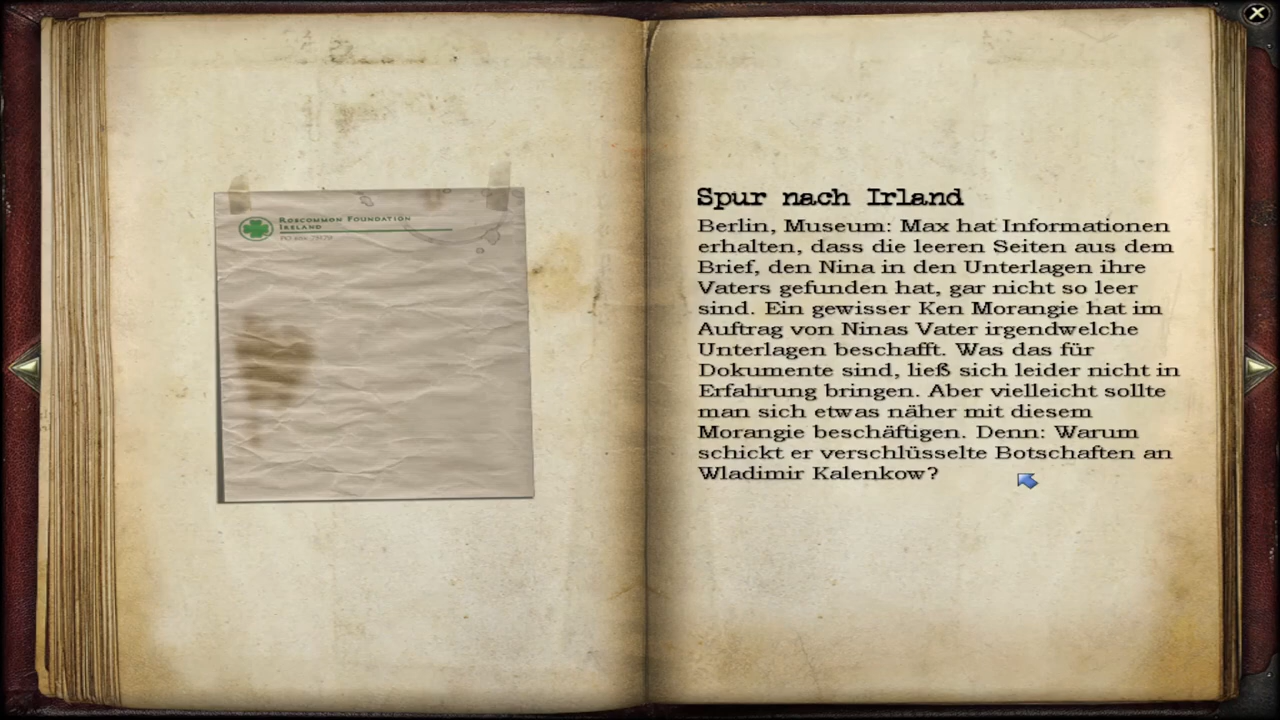 ROSCOMMON FOUNDATION
IRELAND
Spur nach Irland
Berlin, Museum: Max hat Informationen
erhalten, dass die leeren Seiten aus dem
Brief, den Nina in den Unterlagen ihre
Vaters gefunden hat, gar nicht so leer
sind. Ein gewisser Ken Morangie hat im
Auftrag von Ninas Vater irgendwelche
Unterlagen beschafft. Was das für
Dokumente sind, ließ sich leider nicht in
Erfahrung bringen. Aber vielleicht sollte
man sich etwas näher mit diesem
Morangie beschäftigen. Denn: Warum
schickt er verschlüsselte Botschaften an
Wladimir Kalenkow?